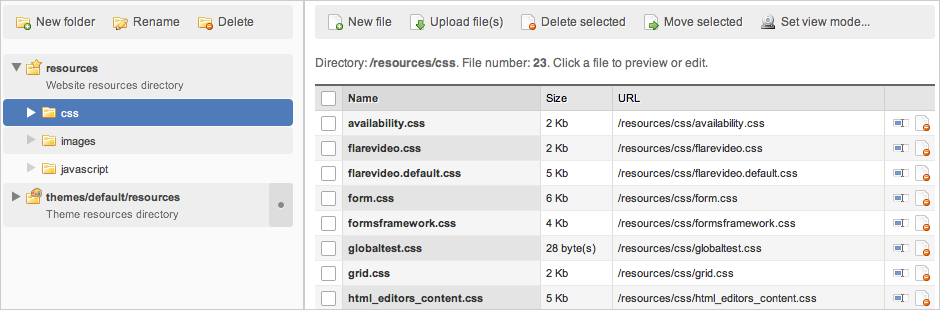 New folder Rename Delete
resources
Website resources directory
css
images
javascript
themes/default/resources
Theme resources directory
New file Upload file(s) Delete selected Move selected Set view mode...
Directory: /resources/css. File number: 23. Click a file to preview or edit.
Name Size URL
availability.css 2 Kb /resources/css/availability.css
flarevideo.css 2 Kb /resources/css/flarevideo.css
flarevideo.default.css 5 Kb /resources/css/flarevideo.default.css
form.css 6 Kb /resources/css/form.css
formsframework.css 4 Kb /resources/css/formsframework.css
globaltest.css 28 byte(s) /resources/css/globaltest.css
grid.css 2 Kb /resources/css/grid.css
html_editors_content.css 5 Kb /resources/css/html_editors_content.css